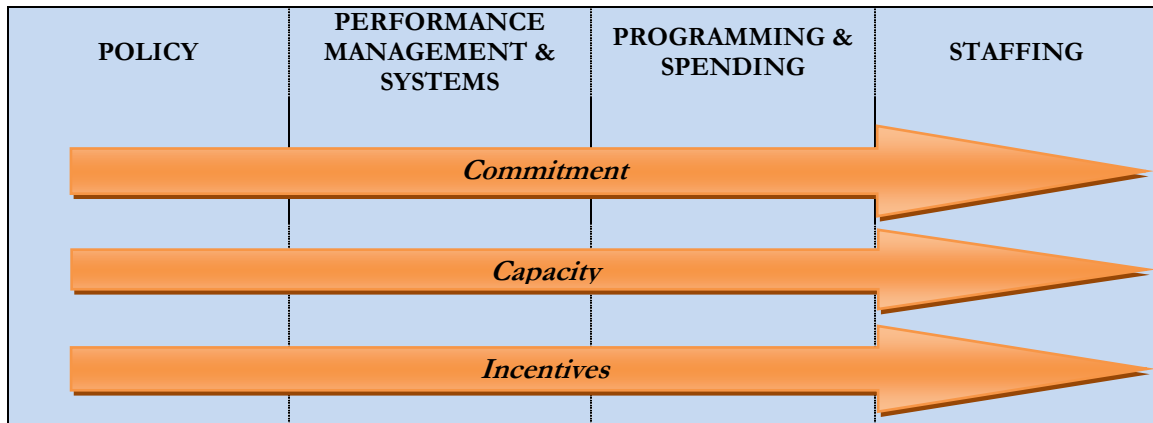 POLICY
PERFORMANCE
MANAGEMENT &
SYSTEMS
PROGRAMMING &
SPENDING
STAFFING
Commitment
Capacity
Incentives